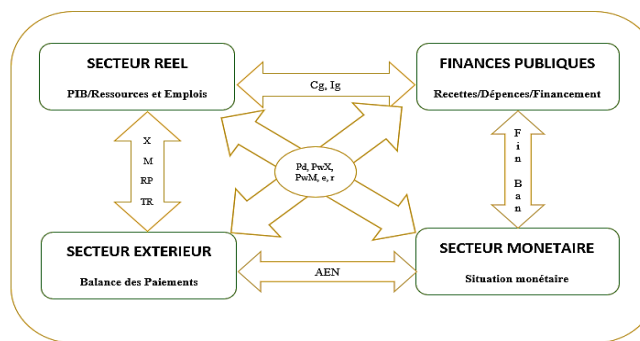 SECTEUR REEL
PIB/Ressources et Emplois
FINANCES PUBLIQUES
Recettes/Dépences/Financement
Cg, Ig
X
M
RP
TR
Pd, PwX,
PwM, e, r
F
i
n
B
a
n
SECTEUR EXTERIEUR
Balance des Paiements
AEN
SECTEUR MONETAIRE
Situation monétaire